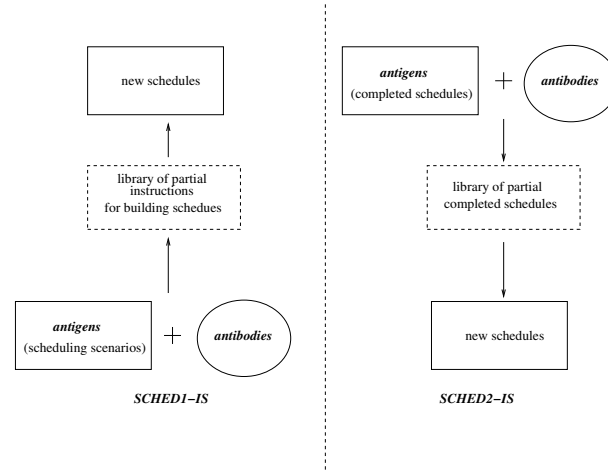 new schedules
library of partial
instructions
for building schedues
antigens
(scheduling scenarios)
+
antibodies
SCHED1-IS
antigens
(completed schedules)
+
antibodies
library of partial
completed schedules
new schedules
SCHED2-IS